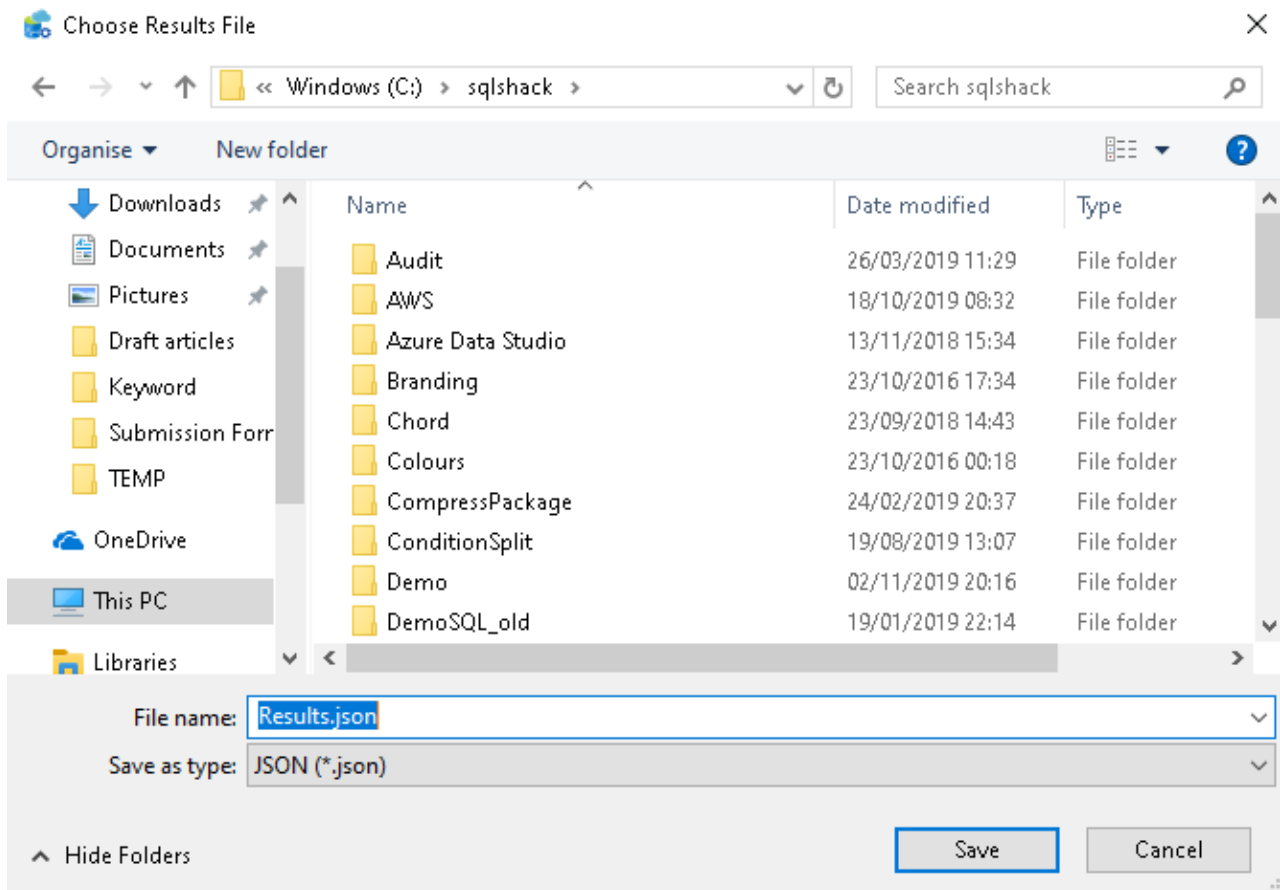 Choose Results File
« Windows (C:) › sqlshack ›
Search sqlshack
Organise
New folder
?
Name
Date modified
Type
Downloads
Documents
Pictures
Draft articles
Keyword
Submission Forr
TEMP
OneDrive
This PC
Libraries
Audit 26/03/2019 11:29 File folder
AWS 18/10/2019 08:32 File folder
Azure Data Studio 13/11/2018 15:34 File folder
Branding 23/10/2016 17:34 File folder
Chord 23/09/2018 14:43 File folder
Colours 23/10/2016 00:18 File folder
CompressPackage 24/02/2019 20:37 File folder
ConditionSplit 19/08/2019 13:07 File folder
Demo 02/11/2019 20:16 File folder
DemoSQL_old 19/01/2019 22:14 File folder
File name: Results.json
Save as type: JSON (*.json)
Hide Folders
Save
Cancel